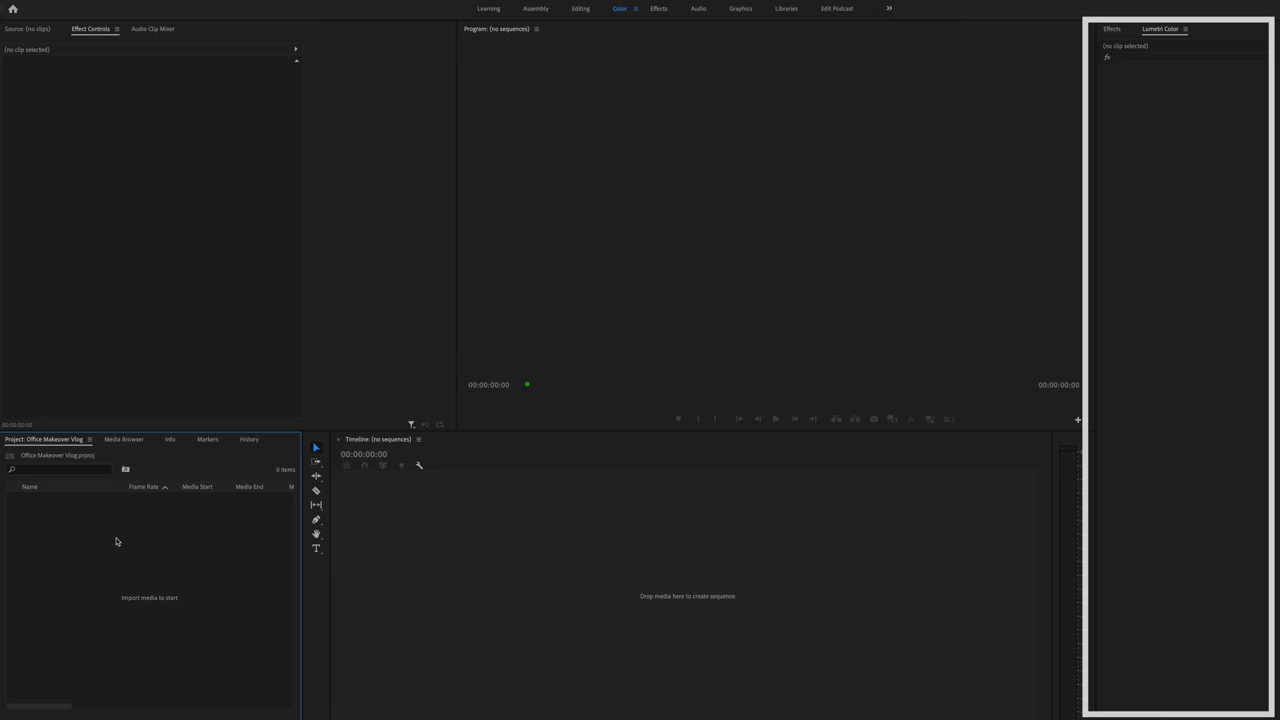 Learning Assembly Editing Color Effects Audio Graphics Libraries Edit Podcast
Source: (no clips) Effect Controls Audio Clip Mixer
(no clip selected)
00:00:00:00
Program: (no sequences)
00:00:00:00 00:00:00:00
Effects Lumetri Color
(no clip selected)
fx
Project: Office Makeover Vlog Media Browser Info Markers History
Office Makeover Vlog.prproj
0 Items
Name Frame Rate Media Start Media End M
Import media to start
T
Timeline: (no sequences)
00:00:00:00
Drop media here to create sequence.